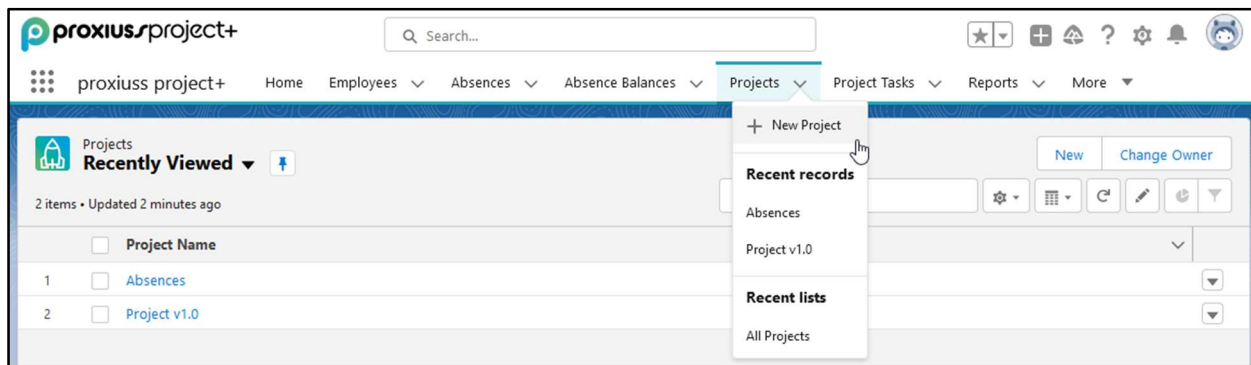 proxiussproject+
Search...
proxiuss project+ Home Employees Absences Absence Balances Projects Project Tasks Reports More
New Project
Recent records
Absences
Project v1.0
Recent lists
All Projects
Projects
Recently Viewed
New Change Owner
2 items • Updated 2 minutes ago
Project Name
1 Absences
2 Project v1.0